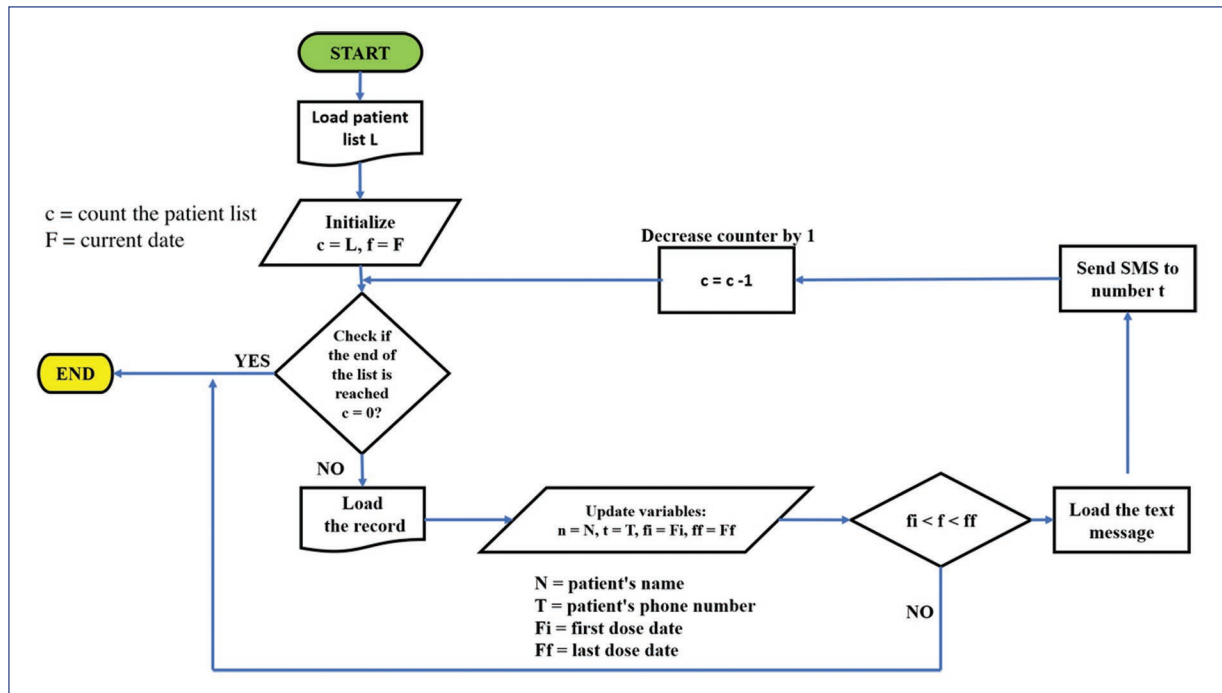 START
Load patient
list L
c = count the patient list
F = current date
Initialize
c = L, f = F
Decrease counter by 1
c = c -1
Send SMS to
number t
Check if
the end of
the list is
reached
c = 0?
YES
END
NO
Load
the record
Update variables:
n = N, t = T, fi = Fi, ff = Ff
fi < f < ff
Load the text
message
N = patient's name
T = patient's phone number
Fi = first dose date
Ff = last dose date
NO